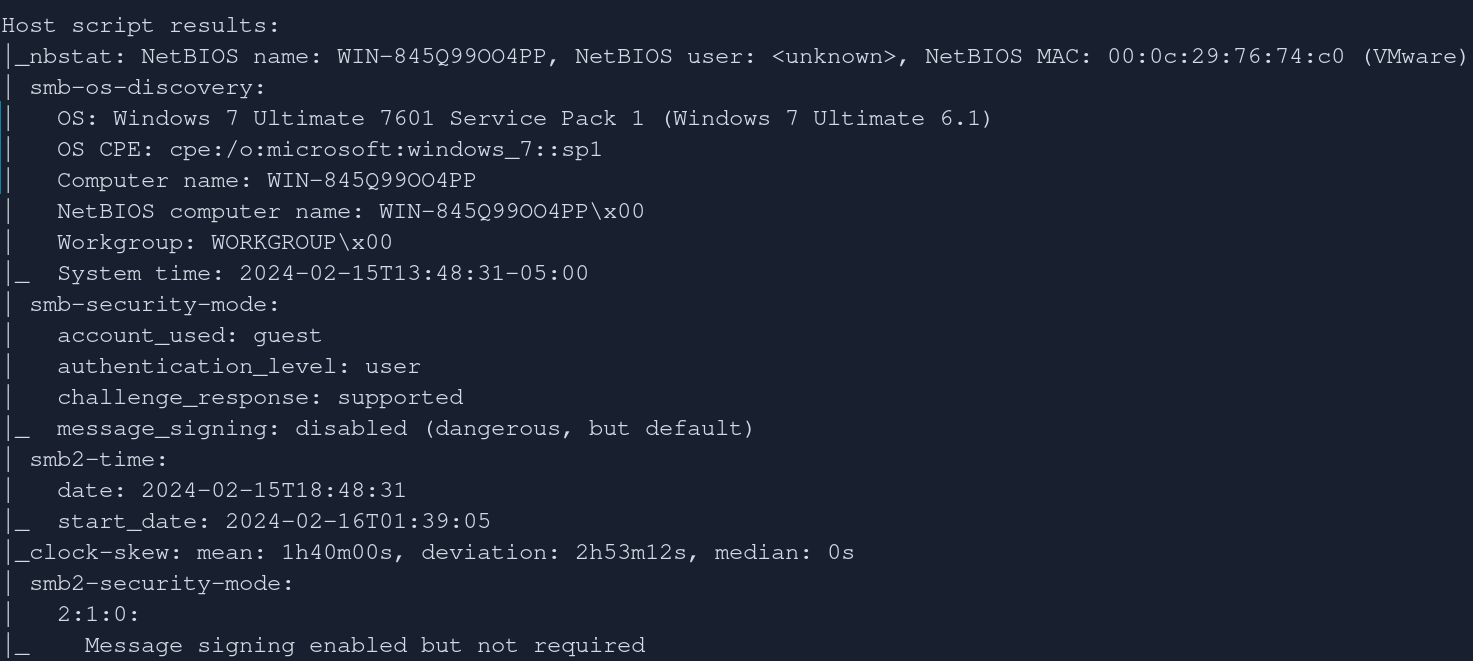 Host script results:
|_nbstat: NetBIOS name: WIN-845Q99OO4PP, NetBIOS user: <unknown>, NetBIOS MAC: 00:0c:29:76:74:c0 (VMware)
| smb-os-discovery:
|   OS: Windows 7 Ultimate 7601 Service Pack 1 (Windows 7 Ultimate 6.1)
|   OS CPE: cpe:/o:microsoft:windows_7::sp1
|   Computer name: WIN-845Q99OO4PP
|   NetBIOS computer name: WIN-845Q99OO4PP\x00
|   Workgroup: WORKGROUP\x00
|_  System time: 2024-02-15T13:48:31-05:00
| smb-security-mode:
|   account_used: guest
|   authentication_level: user
|   challenge_response: supported
|_  message_signing: disabled (dangerous, but default)
| smb2-time:
|   date: 2024-02-15T18:48:31
|_  start_date: 2024-02-16T01:39:05
|_clock-skew: mean: 1h40m00s, deviation: 2h53m12s, median: 0s
| smb2-security-mode:
|   2:1:0:
|_    Message signing enabled but not required